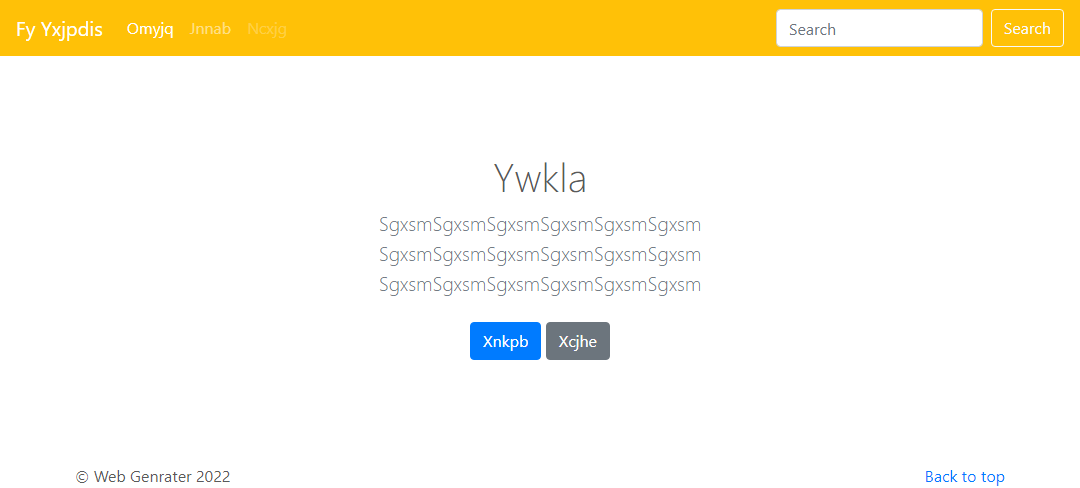 Fy Yxjpdis Omyjq Jnnab Ncxjg Search Search
Ywkla
SgxsmSgxsmSgxsmSgxsmSgxsmSgxsm
SgxsmSgxsmSgxsmSgxsmSgxsmSgxsm
SgxsmSgxsmSgxsmSgxsmSgxsmSgxsm
Xnkpb Xcjhe
© Web Genrater 2022 Back to top